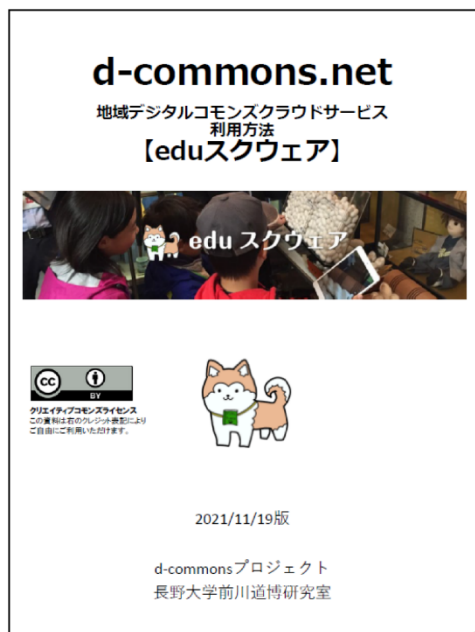 d-commons.net
地域デジタルコモンズクラウドサービス
利用方法
【eduスクウェア】
edu スクウェア
cc
BY
クリエイティブコモンズライセンス
この資料は右のクレジット表記により
ご自由にご利用いただけます。
2021/11/19版
d-commonsプロジェクト
長野大学前川道博研究室